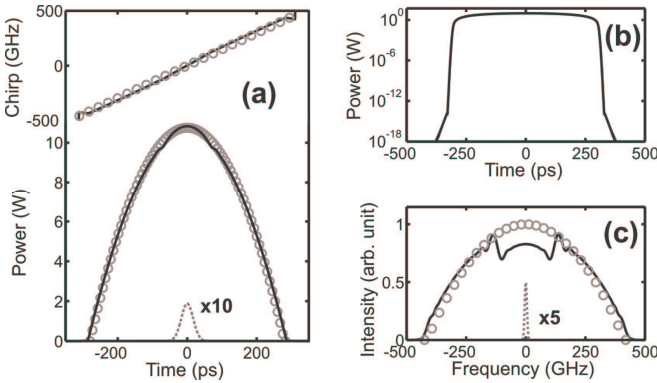 500
0
-500
Chirp (GHz)
(a)
10
8
6
4
2
0
Power (W)
x10
-200
0
200
Time (ps)
10^0
10^-6
10^-12
10^-18
Power (W)
(b)
-500
-250
0
250
500
Time (ps)
1
0.5
0
Intensity (arb. unit)
(c)
x5
-500
-250
0
250
500
Frequency (GHz)